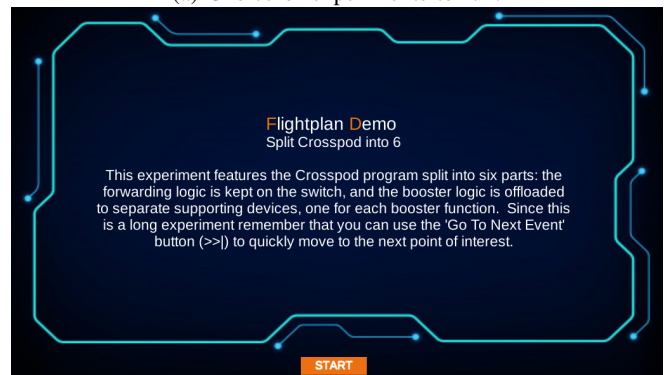 Flightplan Demo
Split Crosspod into 6
This experiment features the Crosspod program split into six parts: the
forwarding logic is kept on the switch, and the booster logic is offloaded
to separate supporting devices, one for each booster function.  Since this
is a long experiment remember that you can use the 'Go To Next Event'
button (>>|) to quickly move to the next point of interest.
START